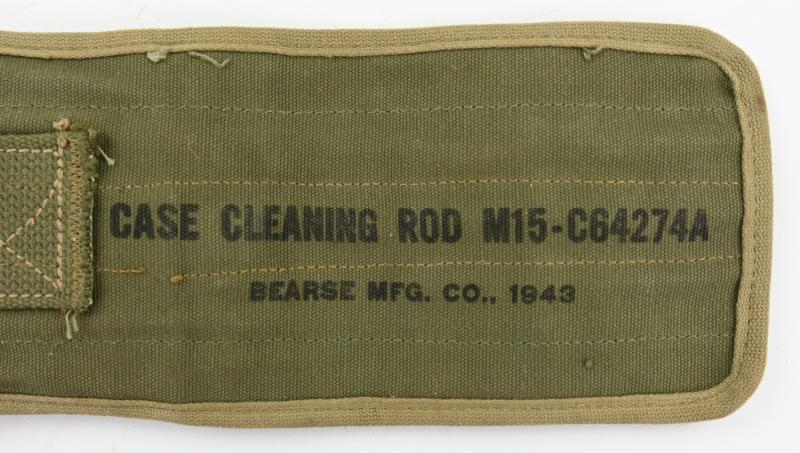 CASE CLEANING ROD M15-C64274A
BEARSE MFG. CO., 1943